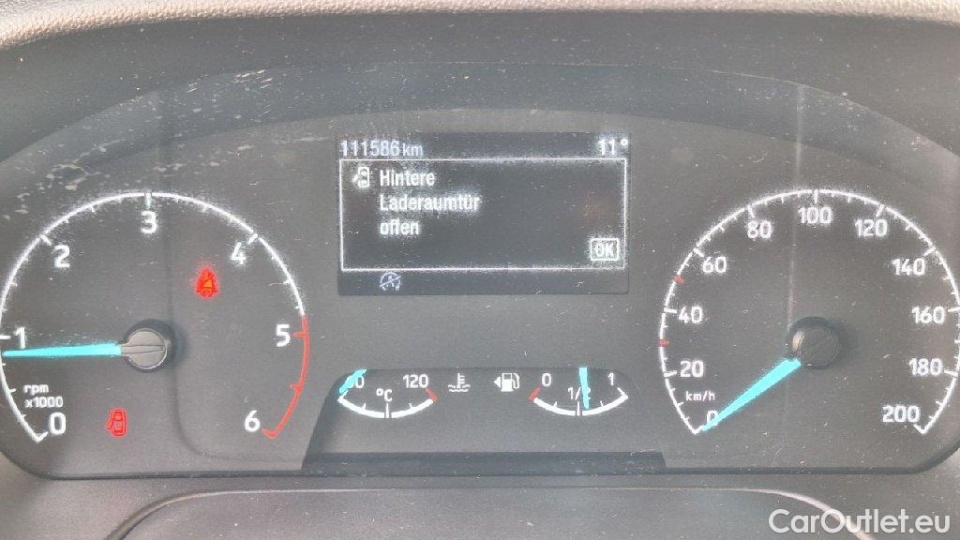 111586 km 11°
Hintere
Laderaumtür
offen
OK
0 1 2 3 4 5 6
rpm
x1000
120
°C
0 1/2 1
0 20 40 60 80 100 120 140 160 180 200
km/h
CarOutlet.eu